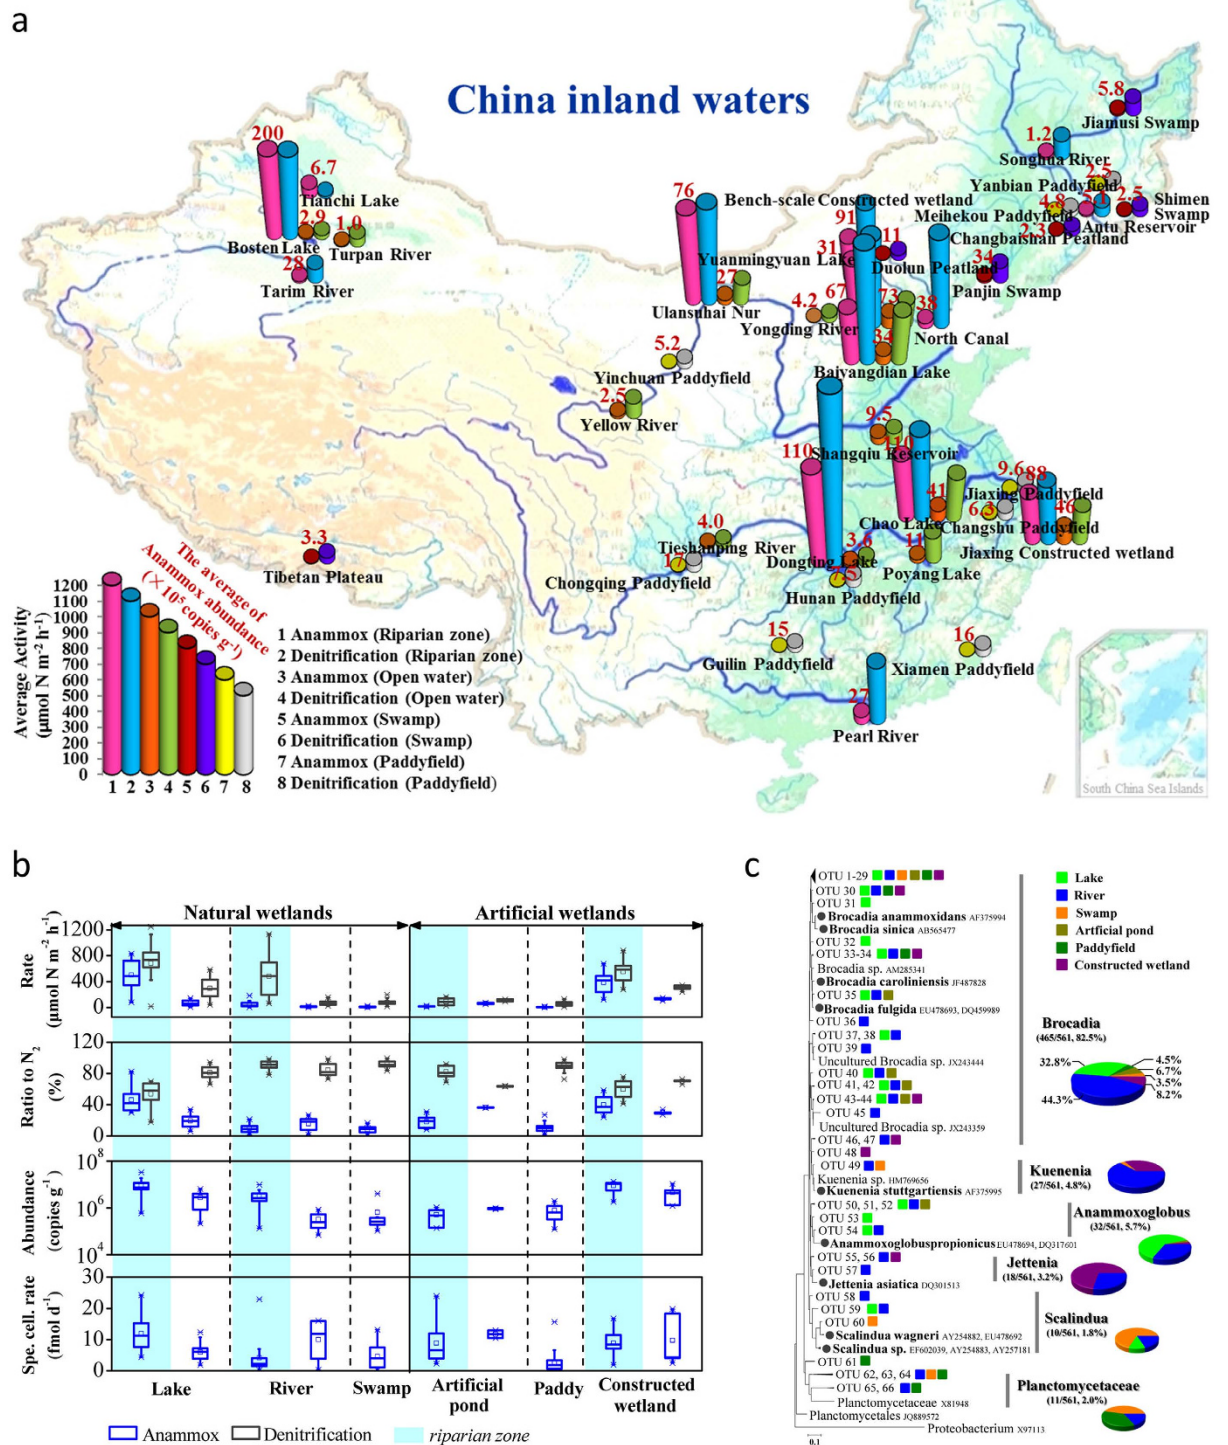 a
China inland waters
5.8
Jiamusi Swamp
1.2
Songhua River
2.5
Yanbian Paddyfield
4.8
5.1
2.5
Shimen
Swamp
Meihekou Paddyfield
Antu Reservoir
2.3
Changbaishan Peatland
34
Panjin Swamp
200
6.7
Tianchi Lake
2.9
1.0
Bosten Lake
Turpan River
28
Tarim River
76
Bench-scale Constructed wetland
91
31
11
Yuanmingyuan Lake
Duolun Peatland
27
Ulansuhai Nur
4.2
67
73
38
Yongding River
North Canal
34
Baiyangdian Lake
5.2
Yinchuan Paddyfield
2.5
Yellow River
9.5
Shangqiu Reservoir
110
110
9.6
88
Jiaxing Paddyfield
41
6.3
46
Chao Lake
Changshu Paddyfield
Jiaxing Constructed wetland
4.0
Tieshanping River
3.6
11
Dongting Lake
Poyang Lake
17
Chongqing Paddyfield
7.5
Hunan Paddyfield
3.3
Tibetan Plateau
15
Guilin Paddyfield
16
Xiamen Paddyfield
27
Pearl River
South China Sea Islands
The average of
Anammox abundance
(× 10⁵ copies g⁻¹)
Average Activity
(μmol N m⁻² h⁻¹)
1200
1100
1000
900
800
700
600
500
400
300
200
100
0
1 2 3 4 5 6 7 8
1 Anammox (Riparian zone)
2 Denitrification (Riparian zone)
3 Anammox (Open water)
4 Denitrification (Open water)
5 Anammox (Swamp)
6 Denitrification (Swamp)
7 Anammox (Paddyfield)
8 Denitrification (Paddyfield)
b
Natural wetlands
Artificial wetlands
Rate
(μmol N m⁻² h⁻¹)
1200
800
400
0
Ratio to N₂
(%)
120
80
40
0
Abundance
(copies g⁻¹)
10⁸
10⁶
10⁴
Spe. cell. rate
(fmol d⁻¹)
30
20
10
0
Lake
River
Swamp
Artificial
pond
Paddy
Constructed
wetland
Anammox
Denitrification
riparian zone
c
OTU 1-29
OTU 30
OTU 31
Brocadia anammoxidans AF375994
Brocadia sinica AB565477
OTU 32
OTU 33-34
Brocadia sp. AM285341
Brocadia caroliniensis JF487828
OTU 35
Brocadia fulgida EU478693, DQ459989
OTU 36
OTU 37, 38
OTU 39
Uncultured Brocadia sp. JX243444
OTU 40
OTU 41, 42
OTU 43-44
OTU 45
Uncultured Brocadia sp. JX243359
OTU 46, 47
OTU 48
OTU 49
Kuenenia sp. HM769656
Kuenenia stuttgartiensis AF375995
OTU 50, 51, 52
OTU 53
OTU 54
Anammoxoglobuspropionicus EU478694, DQ317601
OTU 55, 56
OTU 57
Jettenia asiatica DQ301513
OTU 58
OTU 59
OTU 60
Scalindua wagneri AY254882, EU478692
Scalindua sp. EF602039, AY254883, AY257181
OTU 61
OTU 62, 63, 64
OTU 65, 66
Planctomycetaceae X81948
Planctomycetales JQ889572
Proteobacterium X97113
0.1
Lake
River
Swamp
Artficial pond
Paddyfield
Constructed wetland
Brocadia
(465/561, 82.5%)
32.8%
4.5%
6.7%
3.5%
8.2%
44.3%
Kuenenia
(27/561, 4.8%)
Anammoxoglobus
(32/561, 5.7%)
Jettenia
(18/561, 3.2%)
Scalindua
(10/561, 1.8%)
Planctomycetaceae
(11/561, 2.0%)